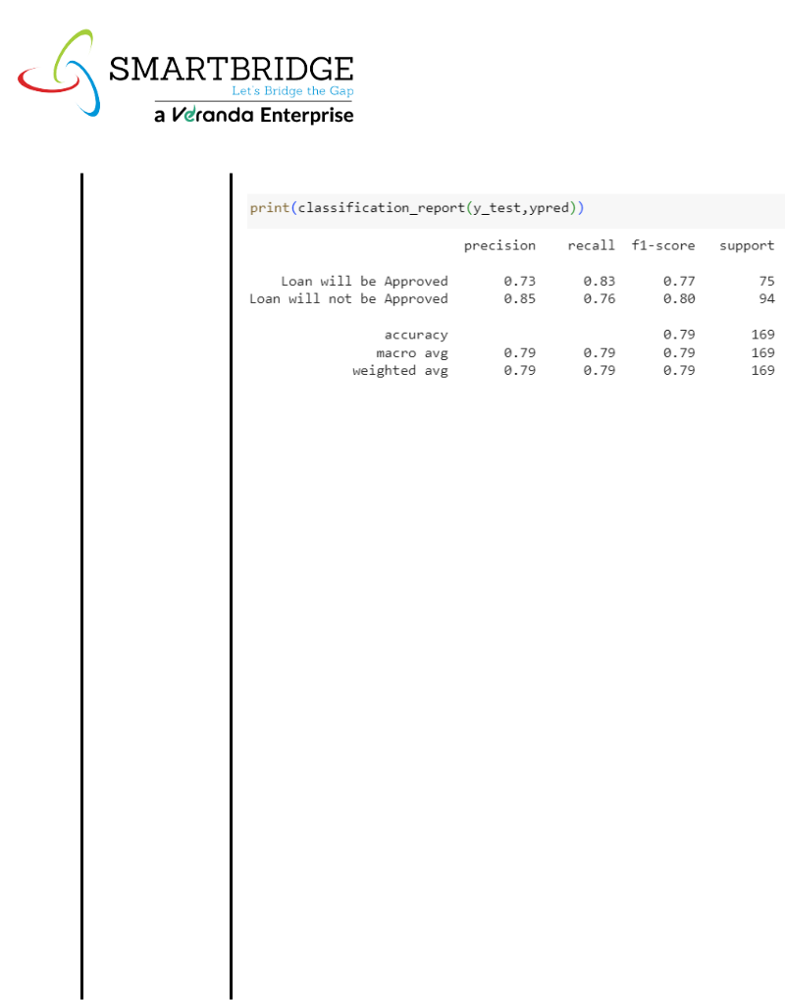 SMARTBRIDGE
Let's Bridge the Gap
a Veranda Enterprise
print(classification_report(y_test,ypred))
precision recall f1-score support
Loan will be Approved 0.73 0.83 0.77 75
Loan will not be Approved 0.85 0.76 0.80 94
accuracy 0.79 169
macro avg 0.79 0.79 0.79 169
weighted avg 0.79 0.79 0.79 169